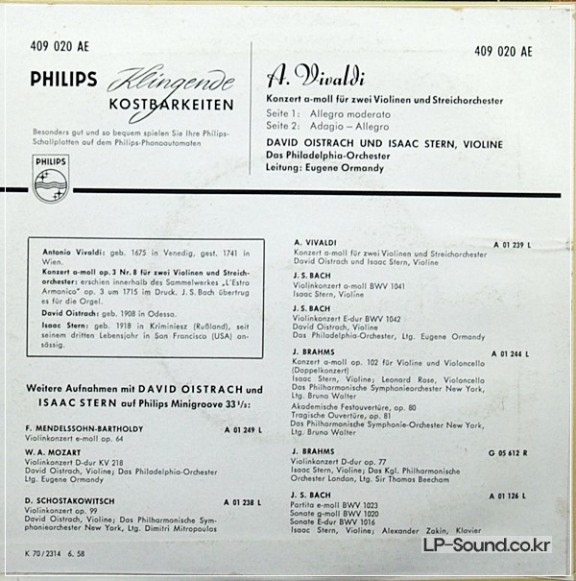 409 020 AE
PHILIPS Klingende
KOSTBARKEITEN
Besonders gut und so bequem spielen Sie Ihre Philips-
Schallplatten auf dem Philips-Phonoautomaten
PHILIPS
409 020 AE
A. Vivaldi
Konzert a-moll für zwei Violinen und Streichorchester
Seite 1: Allegro moderato
Seite 2: Adagio – Allegro
DAVID OISTRACH UND ISAAC STERN, VIOLINE
Das Philadelphia-Orchester
Leitung: Eugene Ormandy
Antonio Vivaldi: geb. 1675 in Venedig, gest. 1741 in
Wien.
Konzert a-moll op. 3 Nr. 8 für zwei Violinen und Streich-
orchester: erschien innerhalb des Sammelwerkes „L'Estro
Armonico" op. 3 um 1715 im Druck. J. S. Bach übertrug
es für die Orgel.
David Oistrach: geb. 1908 in Odessa.
Isaac Stern: geb. 1918 in Kriminiesz (Rußland), seit
seinem dritten Lebensjahr in San Francisco (USA) an-
sässig.
Weitere Aufnahmen mit DAVID OISTRACH und
ISAAC STERN auf Philips Minigroove 33 1/3:
F. MENDELSSOHN-BARTHOLDY A 01 249 L
Violinkonzert e-moll op. 64
W. A. MOZART
Violinkonzert D-dur KV 218
David Oistrach, Violine; Das Philadelphia-Orchester
Ltg. Eugene Ormandy
D. SCHOSTAKOWITSCH A 01 238 L
Violinkonzert op. 99
David Oistrach, Violine; Das Philharmonische Sym-
phonieorchester New York, Ltg. Dimitri Mitropoulos
K 70/2314 6. 58
A. VIVALDI A 01 239 L
Konzert a-moll für zwei Violinen und Streichorchester
David Oistrach und Isaac Stern, Violine
J. S. BACH
Violinkonzert a-moll BWV 1041
Isaac Stern, Violine
J. S. BACH
Violinkonzert E-dur BWV 1042
David Oistrach, Violine
Das Philadelphia-Orchester, Ltg. Eugene Ormandy
J. BRAHMS A 01 244 L
Konzert a-moll op. 102 für Violine und Violoncello
(Doppelkonzert)
Isaac Stern, Violine; Leonard Rose, Violoncello
Das Philharmonische Symphonieorchester New York,
Ltg. Bruno Walter
Akademische Festouvertüre, op. 80
Tragische Ouvertüre, op. 81
Das Philharmonische Symphonie-Orchester New York,
Ltg. Bruno Walter
J. BRAHMS G 05 612 R
Violinkonzert D-dur op. 77
Isaac Stern, Violine; Das Kgl. Philharmonische
Orchester London, Ltg. Sir Thomas Beecham
J. S. BACH A 01 126 L
Partita e-moll BWV 1023
Sonate g-moll BWV 1020
Sonate E-dur BWV 1016
Isaac Stern, Violine; Alexander Zakin, Klavier
LP-Sound.co.kr